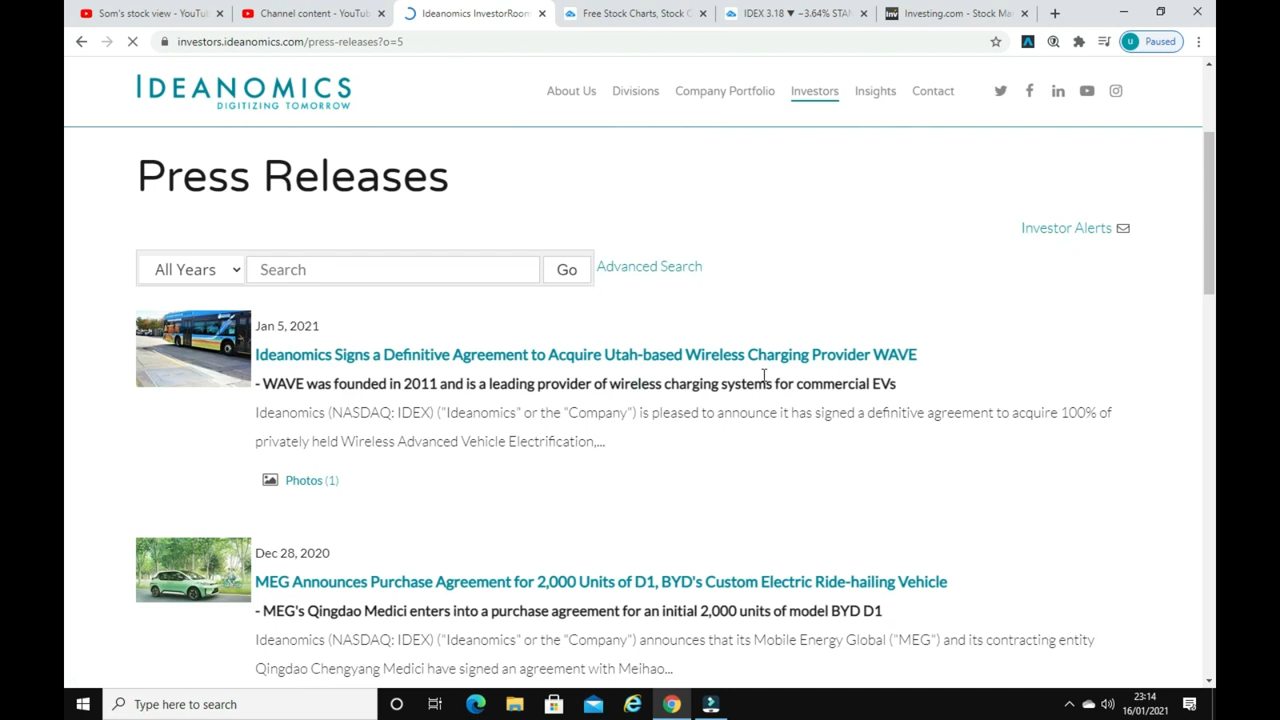 Som's stock view - YouTu
Channel content - YouTu
Ideanomics InvestorRoom
Free Stock Charts, Stock C
IDEX 3.18 ▼ −3.64% STA
Investing.com - Stock Ma
investors.ideanomics.com/press-releases?o=5
u Paused
IDEANOMICS
DIGITIZING TOMORROW
About Us Divisions Company Portfolio Investors Insights Contact
Press Releases
Investor Alerts
All Years Search Go Advanced Search
Jan 5, 2021
Ideanomics Signs a Definitive Agreement to Acquire Utah-based Wireless Charging Provider WAVE
- WAVE was founded in 2011 and is a leading provider of wireless charging systems for commercial EVs
Ideanomics (NASDAQ: IDEX) ("Ideanomics" or the "Company") is pleased to announce it has signed a definitive agreement to acquire 100% of
privately held Wireless Advanced Vehicle Electrification,...
Photos (1)
Dec 28, 2020
MEG Announces Purchase Agreement for 2,000 Units of D1, BYD's Custom Electric Ride-hailing Vehicle
- MEG's Qingdao Medici enters into a purchase agreement for an initial 2,000 units of model BYD D1
Ideanomics (NASDAQ: IDEX) ("Ideanomics" or the "Company") announces that its Mobile Energy Global ("MEG") and its contracting entity
Qingdao Chengyang Medici have signed an agreement with Meihao...
Type here to search
23:14
16/01/2021